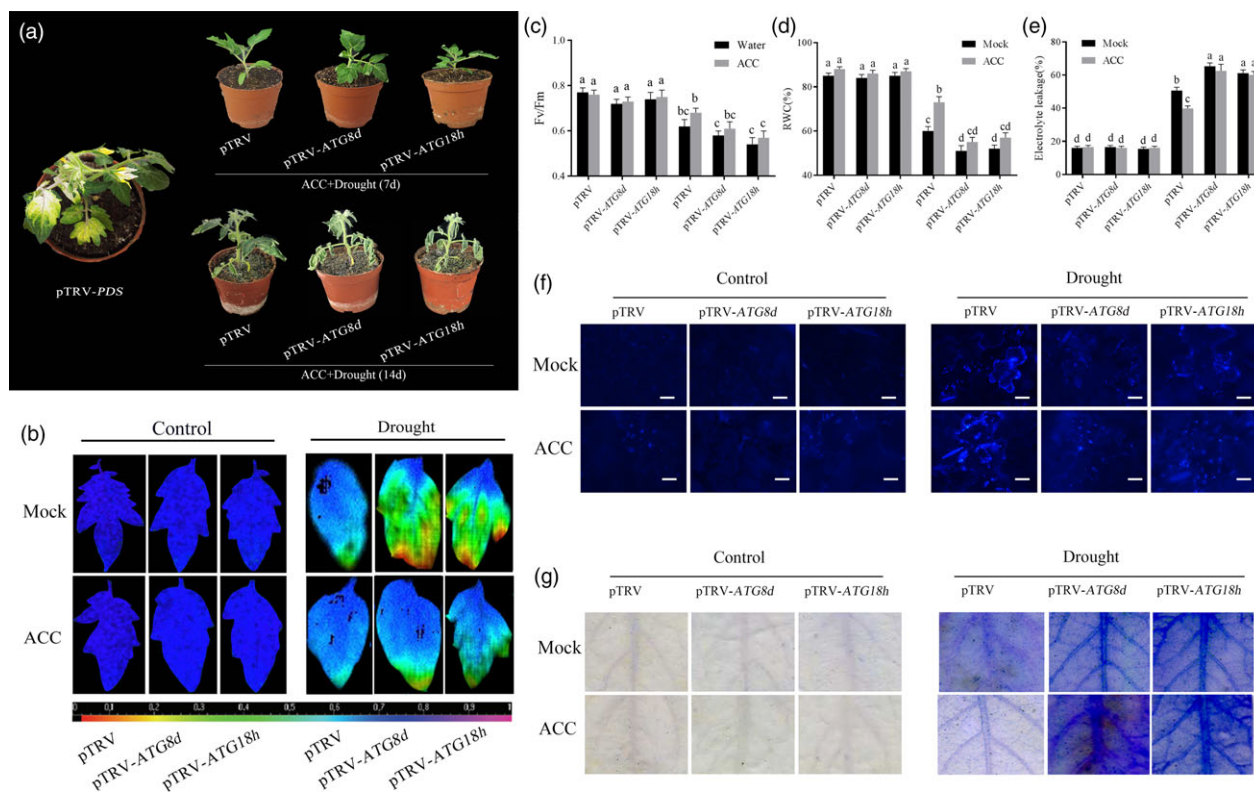 (a)
pTRV
pTRV-ATG8d
pTRV-ATG18h
ACC+Drought (7d)
pTRV-PDS
pTRV
pTRV-ATG8d
pTRV-ATG18h
ACC+Drought (14d)
(b)
Control
Drought
Mock
ACC
0,1 0,2 0,3 0,4 0,5 0,6 0,7 0,8 0,9 1
pTRV
pTRV-ATG8d
pTRV-ATG18h
pTRV
pTRV-ATG8d
pTRV-ATG18h
(c)
1.0
0.8
0.6
0.4
Fv/Fm
Water
ACC
a a a a a a bc b c bc c c
pTRV
pTRV-ATG8d
pTRV-ATG18h
pTRV
pTRV-ATG8d
pTRV-ATG18h
(d)
100
80
60
40
RWC(%)
Mock
ACC
a a a a a a c b d cd cd c
pTRV
pTRV-ATG8d
pTRV-ATG18h
pTRV
pTRV-ATG8d
pTRV-ATG18h
(e)
80
60
40
20
0
Electrolyte leakage(%)
Mock
ACC
d d d d d d b c a a a a
pTRV
pTRV-ATG8d
pTRV-ATG18h
pTRV
pTRV-ATG8d
pTRV-ATG18h
(f)
Control
Drought
pTRV pTRV-ATG8d pTRV-ATG18h
pTRV pTRV-ATG8d pTRV-ATG18h
Mock
ACC
(g)
Control
Drought
pTRV pTRV-ATG8d pTRV-ATG18h
pTRV pTRV-ATG8d pTRV-ATG18h
Mock
ACC